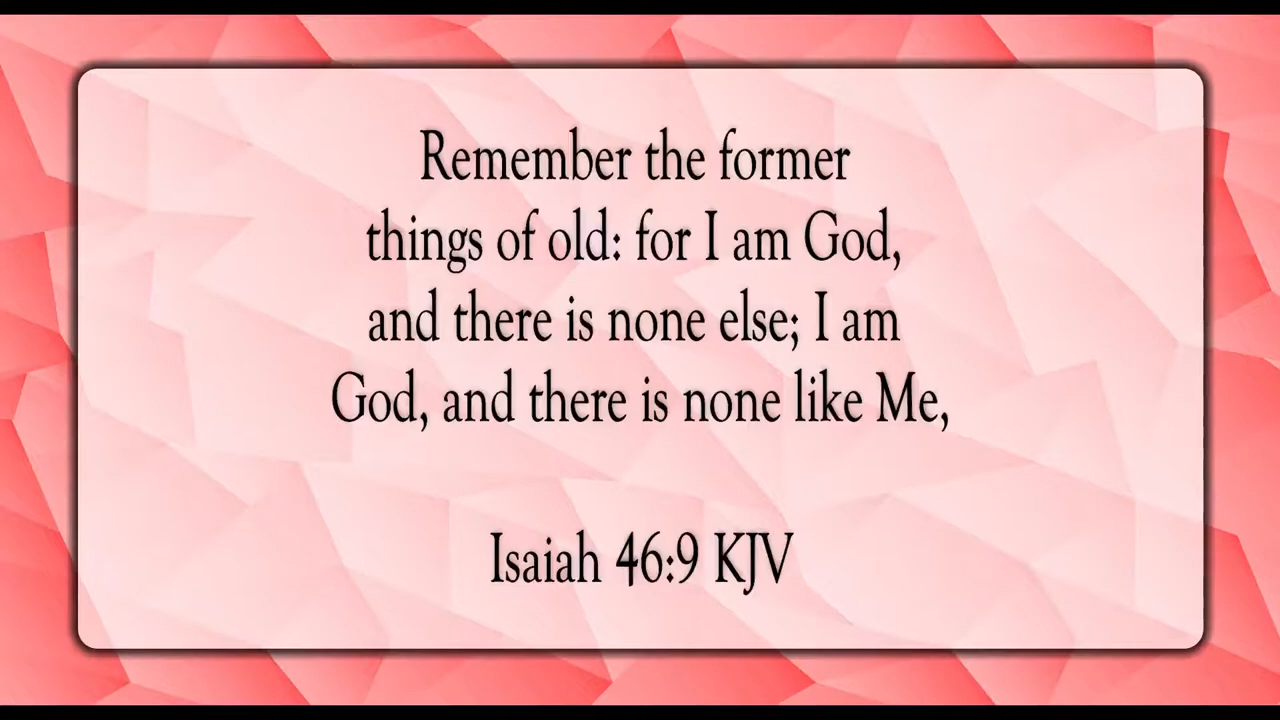 Remember the former
things of old: for I am God,
and there is none else; I am
God, and there is none like Me,
Isaiah 46:9 KJV